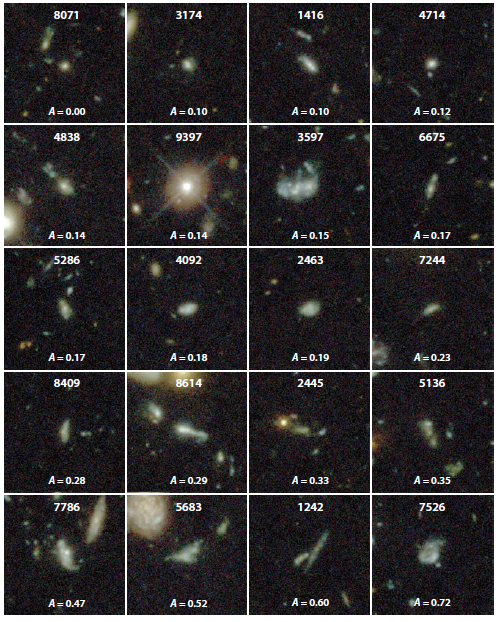 8071 3174 1416 4714
A = 0.00 A = 0.10 A = 0.10 A = 0.12
4838 9397 3597 6675
A = 0.14 A = 0.14 A = 0.15 A = 0.17
5286 4092 2463 7244
A = 0.17 A = 0.18 A = 0.19 A = 0.23
8409 8614 2445 5136
A = 0.28 A = 0.29 A = 0.33 A = 0.35
7786 5683 1242 7526
A = 0.47 A = 0.52 A = 0.60 A = 0.72